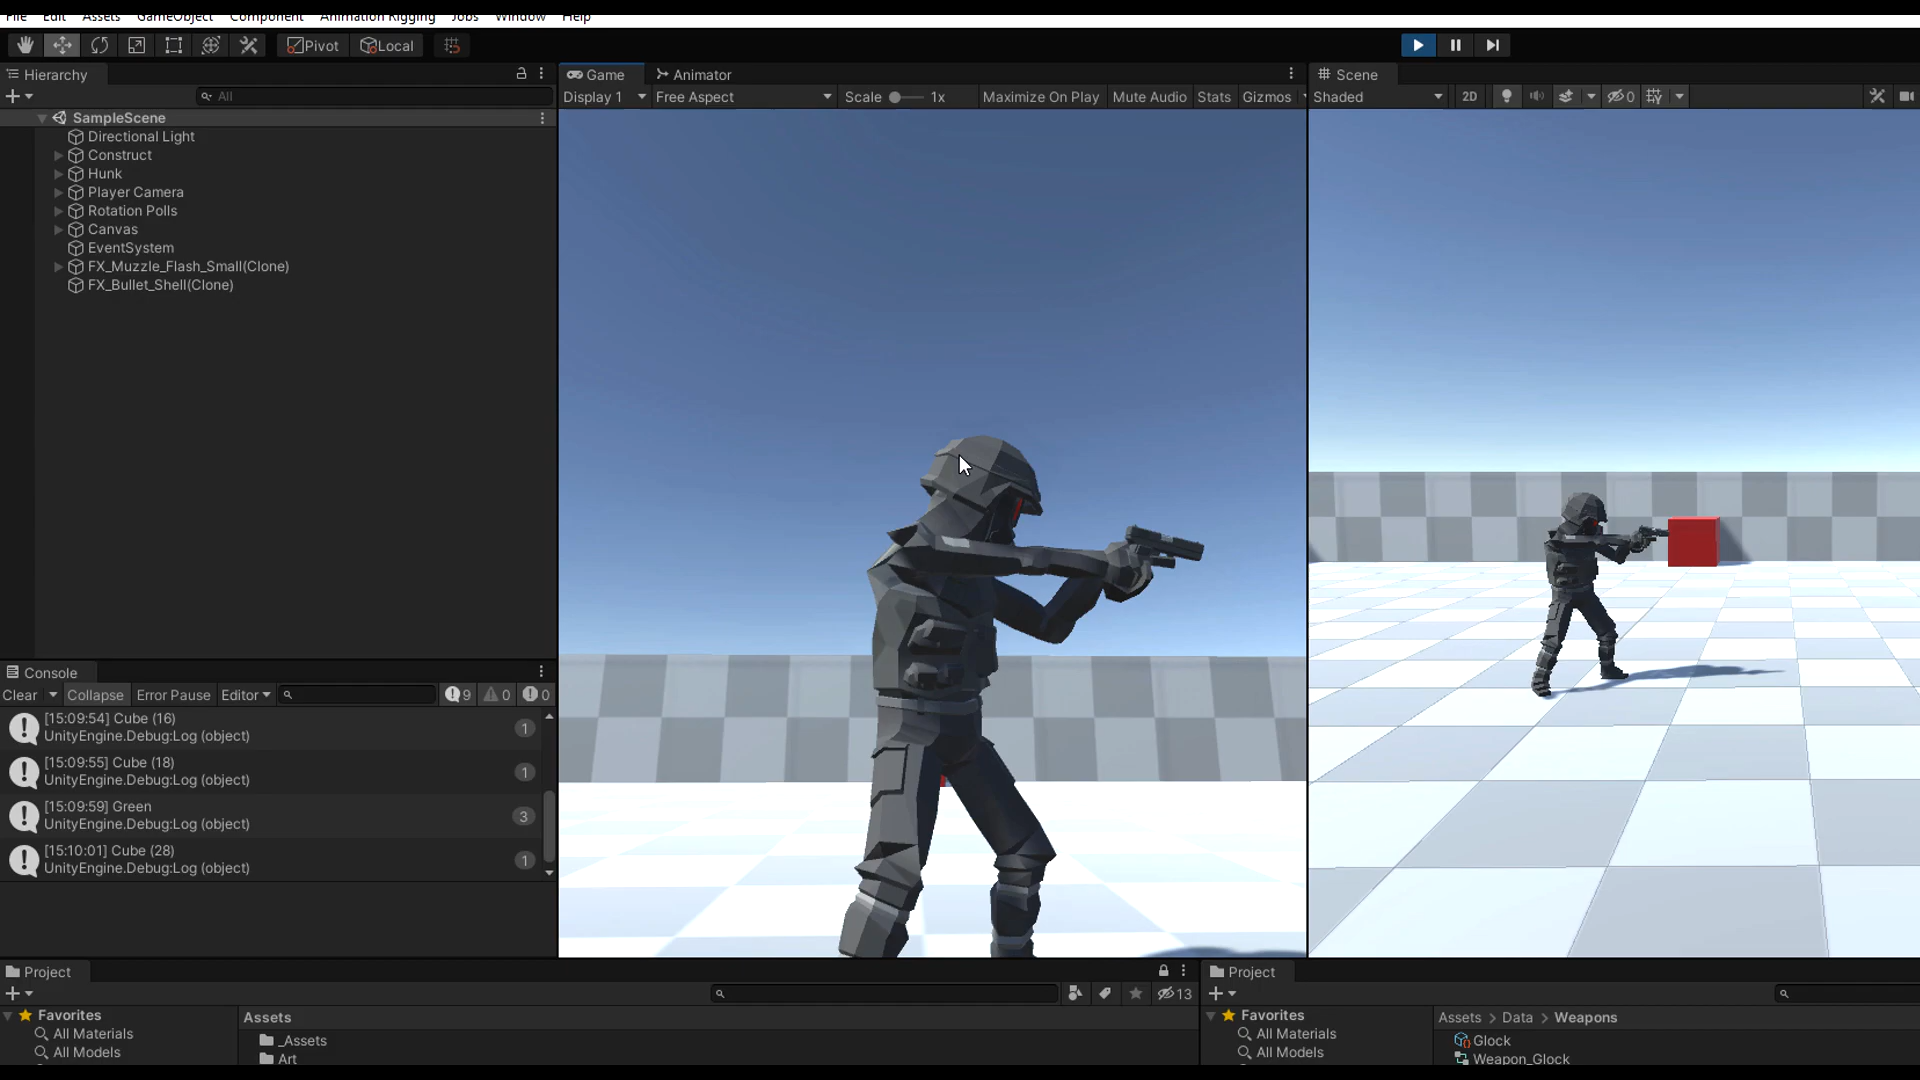 File Edit Assets GameObject Component Animation Rigging Jobs Window Help
Pivot Local
Hierarchy
All
SampleScene
Directional Light
Construct
Hunk
Player Camera
Rotation Polls
Canvas
EventSystem
FX_Muzzle_Flash_Small(Clone)
FX_Bullet_Shell(Clone)
Game Animator
Display 1 Free Aspect Scale 1x Maximize On Play Mute Audio Stats Gizmos
Scene
Shaded 2D 0
Console
Clear Collapse Error Pause Editor 9 0 0
[15:09:54] Cube (16)
UnityEngine.Debug:Log (object)
1
[15:09:55] Cube (18)
UnityEngine.Debug:Log (object)
1
[15:09:59] Green
UnityEngine.Debug:Log (object)
3
[15:10:01] Cube (28)
UnityEngine.Debug:Log (object)
1
Project
13
Favorites
All Materials
All Models
Assets
_Assets
Art
Project
Favorites
All Materials
All Models
Assets > Data > Weapons
Glock
Weapon_Glock